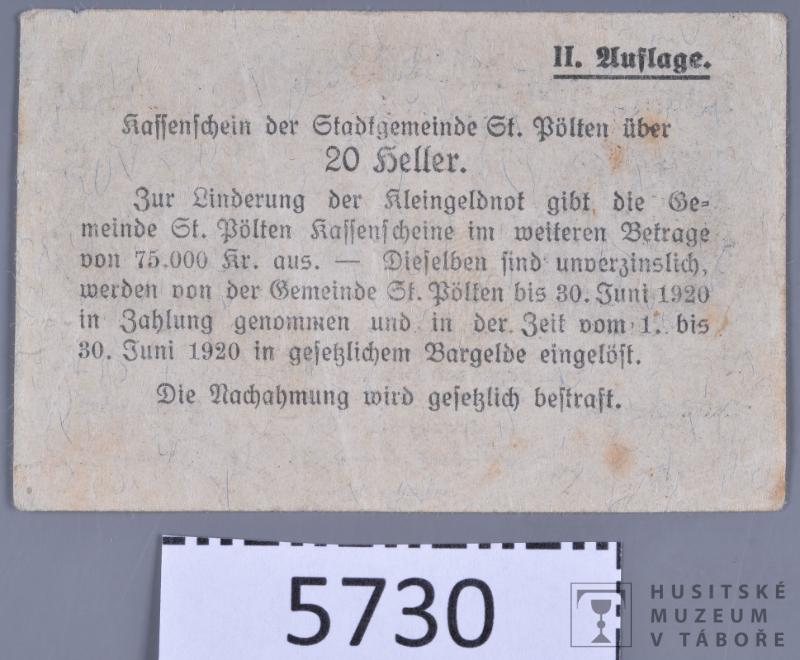 II. Auflage.
Kassenschein der Stadtgemeinde St. Pölten über
20 Heller.
Zur Linderung der Kleingeldnot gibt die Ge-
meinde St. Pölten Kassenscheine im weiteren Betrage
von 75.000 Kr. aus. — Dieselben sind unverzinslich,
werden von der Gemeinde St. Pölten bis 30. Juni 1920
in Zahlung genommen und in der Zeit vom 1. bis
30. Juni 1920 in gesetzlichem Bargelde eingelöst.
Die Nachahmung wird gesetzlich bestraft.
5730
HUSITSKÉ
MUZEUM
V TÁBOŘE